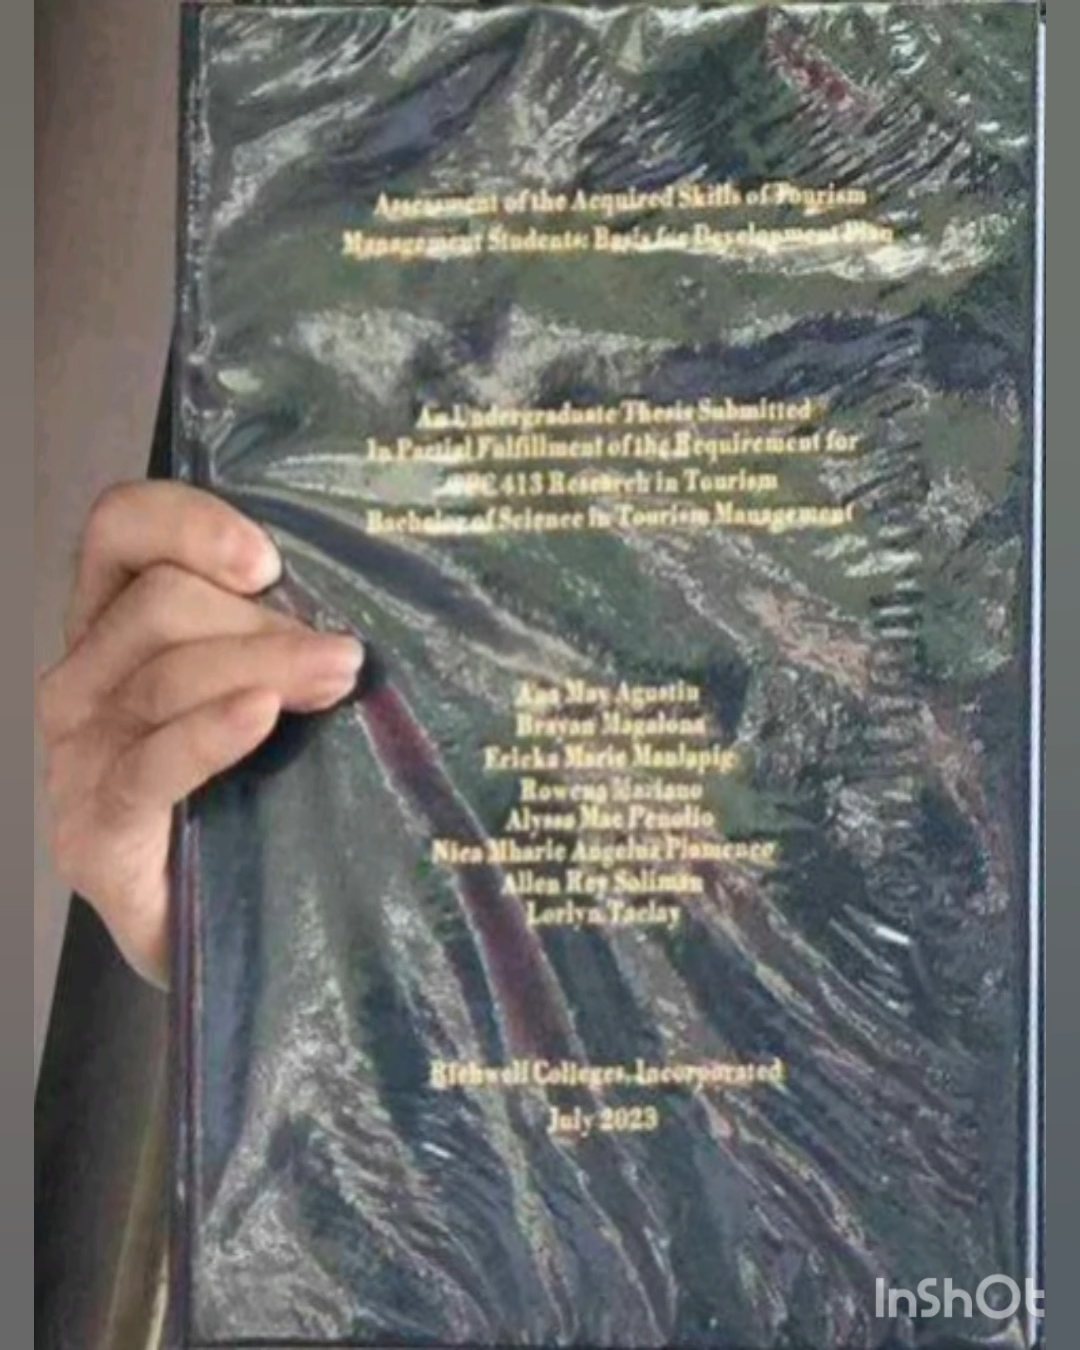 Assessment of the Acquired Skills of Tourism
Management Students: Basis for Development Plan
An Undergraduate Thesis Submitted
In Partial Fulfillment of the Requirement for
413 Research in Tourism
Bachelor of Science in Tourism Management
Ana May Agustin
Brayan Magalona
Ericka Marie Manlapig
Rowena Mariano
Alyssa Mae Penolio
Nica Mharie Angeluz Plamenco
Allen Rey Soliman
Lorlyn Taclay
Richwell Colleges, Incorporated
July 2023
InShOt